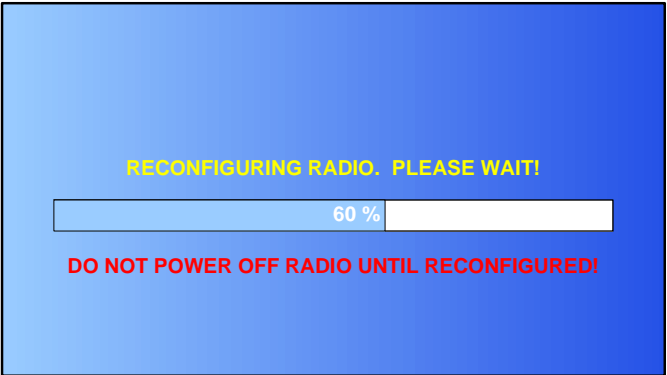 RECONFIGURING RADIO.  PLEASE WAIT!
60 %
DO NOT POWER OFF RADIO UNTIL RECONFIGURED!